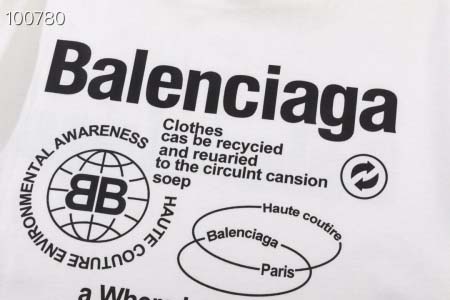 100780
Balenciaga
Clothes
cas be recycied
and reuaried
to the circulnt cansion
soep
ENVIRONMENTAL AWARENESS
HAUTE COUTURE
BB
Haute coutire
Balenciaga
Paris